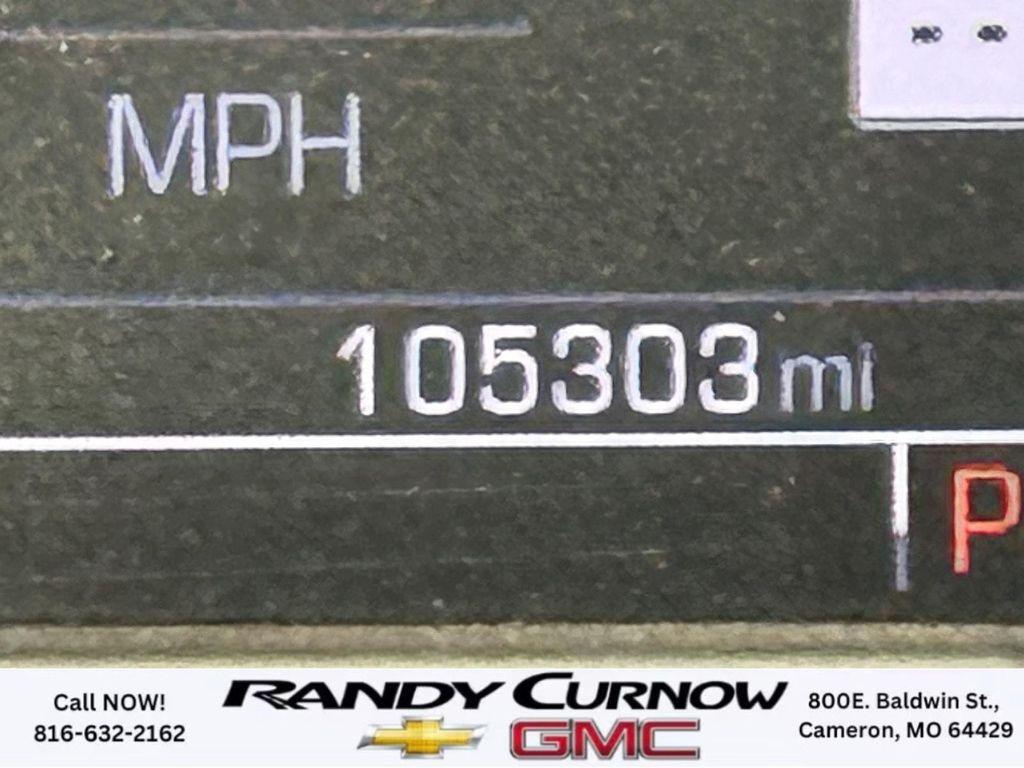 MPH
105303 mi
P
Call NOW!
816-632-2162
RANDY CURNOW
GMC
800E. Baldwin St.,
Cameron, MO 64429